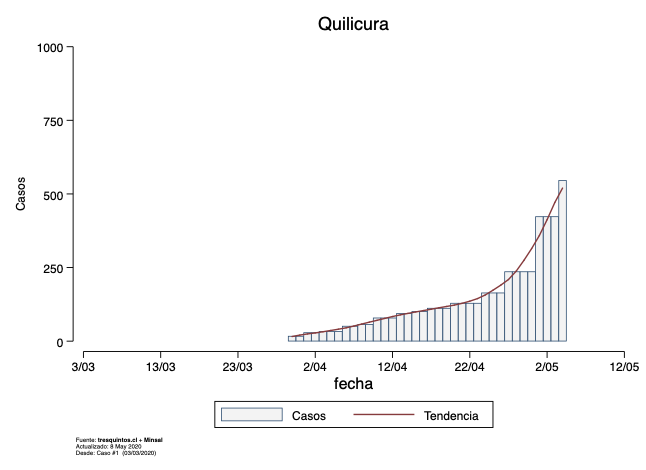 Quilicura
1000
750
500
250
0
Casos
3/03 13/03 23/03 2/04 12/04 22/04 2/05 12/05
fecha
Casos Tendencia
Fuente: tresquintos.cl + Minsal
Actualizado: 8 May 2020
Desde: Caso #1 (03/03/2020)